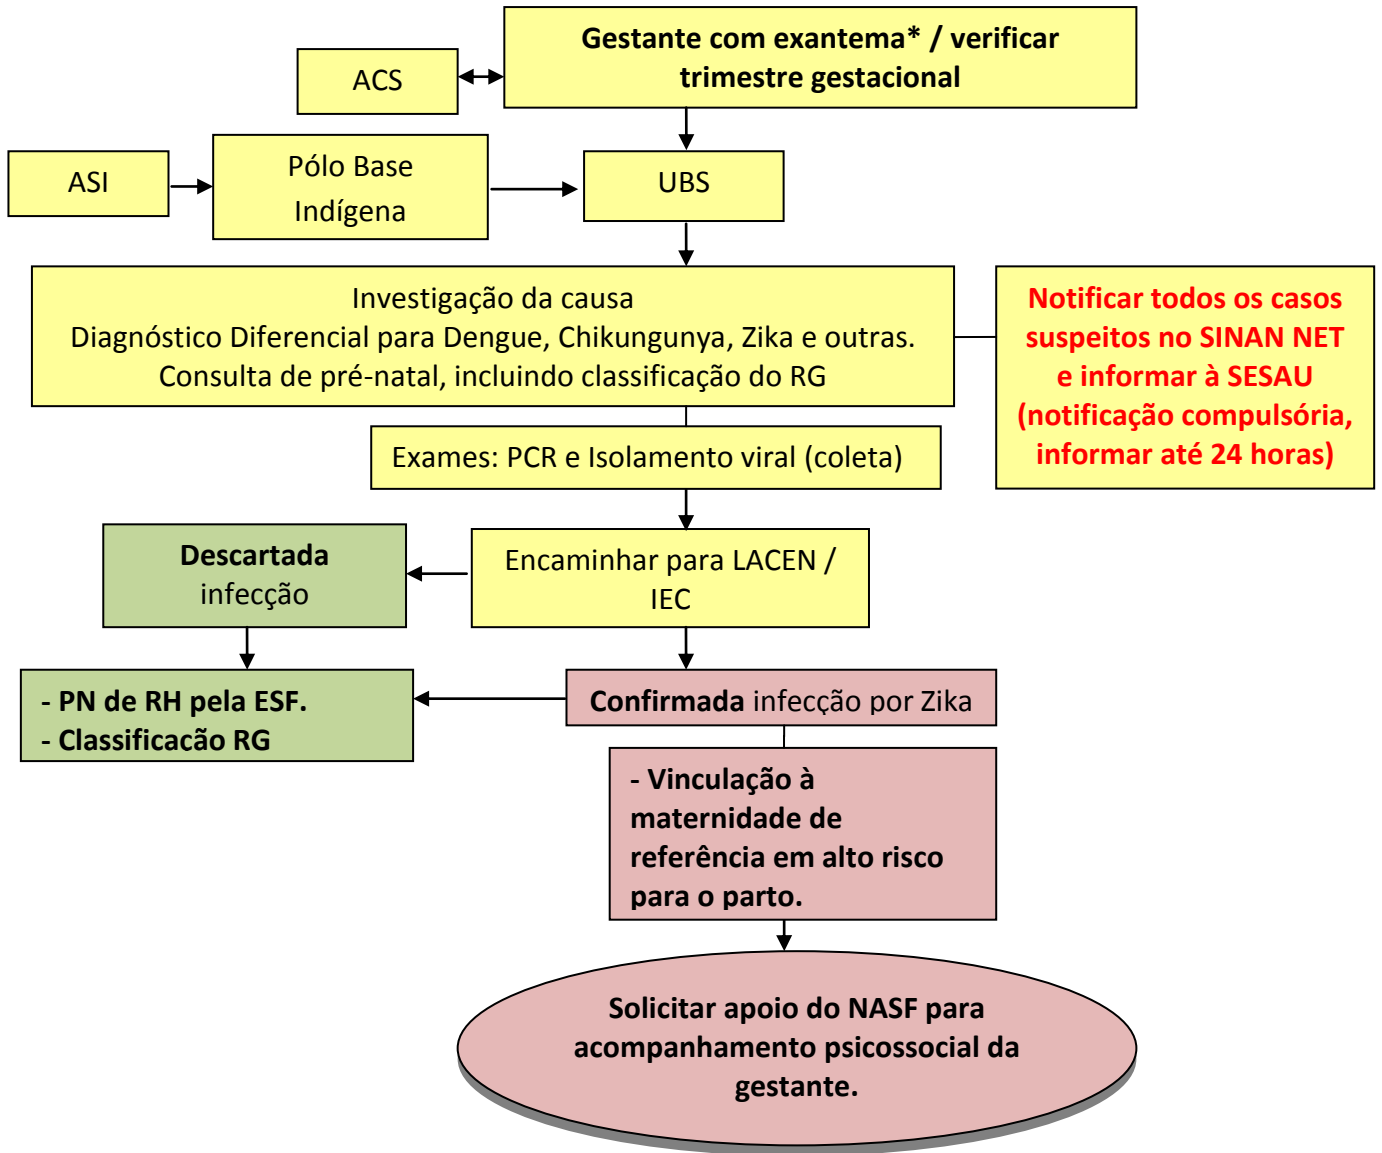 Gestante com exantema* / verificar
trimestre gestacional
ACS
ASI
Pólo Base
Indígena
UBS
Investigação da causa
Diagnóstico Diferencial para Dengue, Chikungunya, Zika e outras.
Consulta de pré-natal, incluindo classificação do RG
Notificar todos os casos
suspeitos no SINAN NET
e informar à SESAU
(notificação compulsória,
informar até 24 horas)
Exames: PCR e Isolamento viral (coleta)
Descartada
infecção
Encaminhar para LACEN /
IEC
- PN de RH pela ESF.
- Classificacão RG
Confirmada infecção por Zika
- Vinculação à
maternidade de
referência em alto risco
para o parto.
Solicitar apoio do NASF para
acompanhamento psicossocial da
gestante.